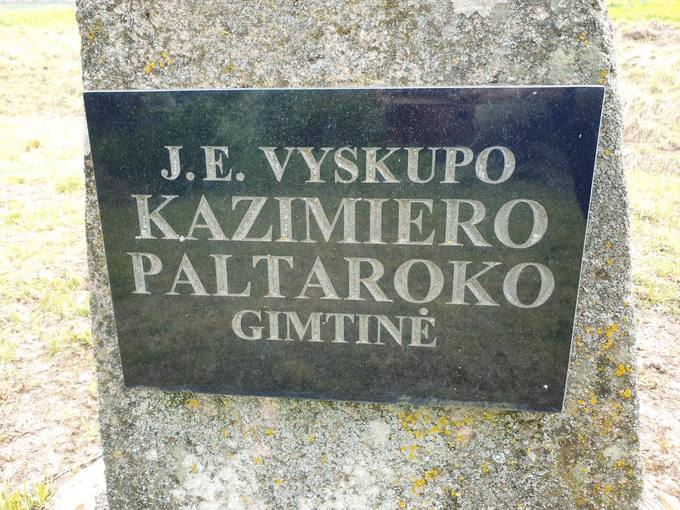 J.E. VYSKUPO
KAZIMIERO
PALTAROKO
GIMTINĖ